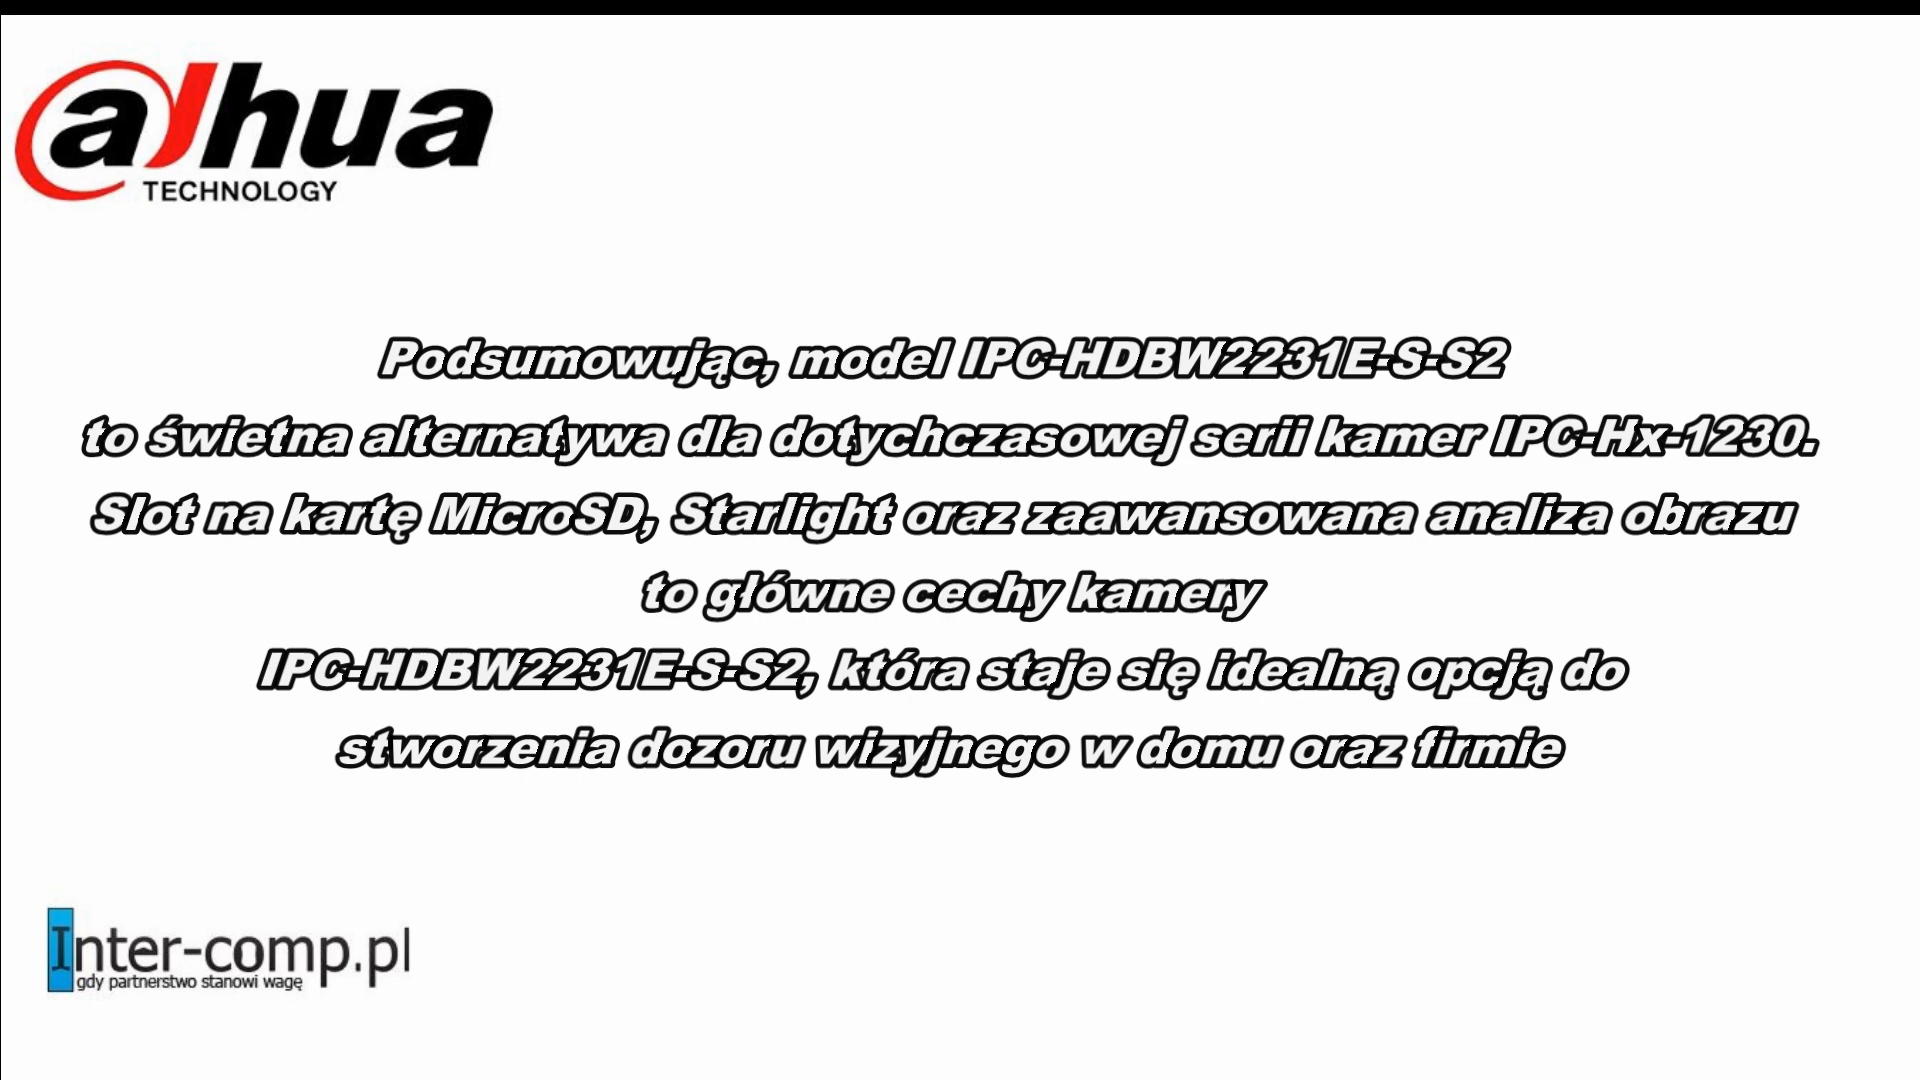 alhua
TECHNOLOGY
Podsumowując, model IPC-HDBW2231E-S-S2
to świetna alternatywa dla dotychczasowej serii kamer IPC-Hx-1230.
Slot na kartę MicroSD, Starlight oraz zaawansowana analiza obrazu
to główne cechy kamery
IPC-HDBW2231E-S-S2, która staje się idealną opcją do
stworzenia dozoru wizyjnego w domu oraz firmie
Inter-comp.pl
gdy partnerstwo stanowi wagę